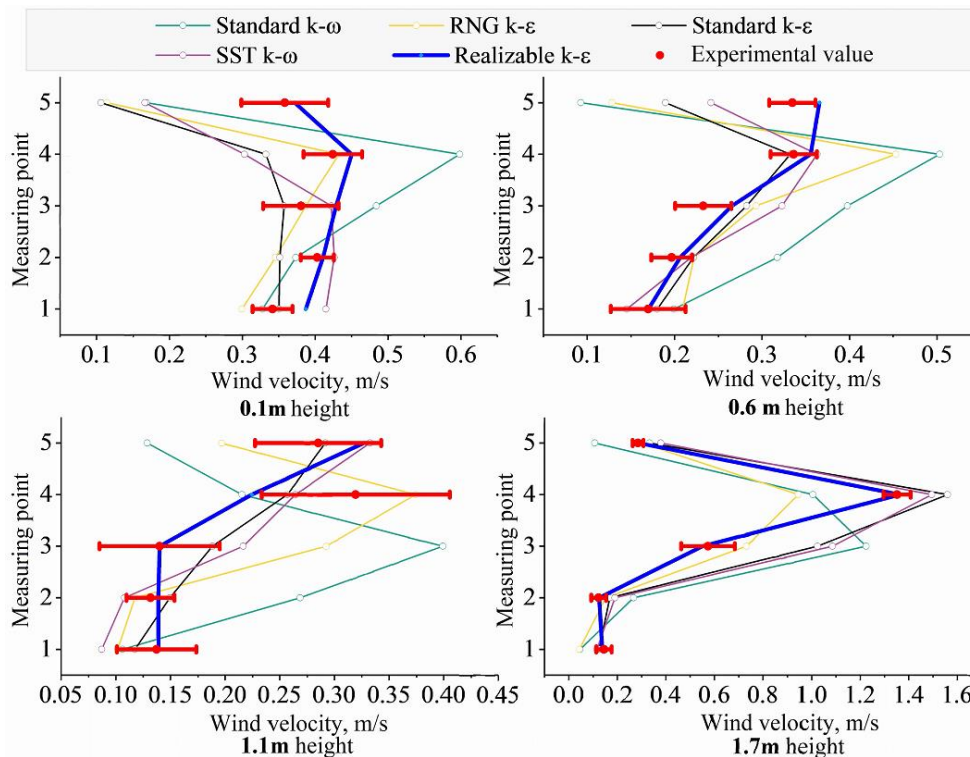 Standard k-ω RNG k-ε Standard k-ε
SST k-ω Realizable k-ε Experimental value
5
4
3
2
1
Measuring point
0.1 0.2 0.3 0.4 0.5 0.6
Wind velocity, m/s
0.1m height
5
4
3
2
1
Measuring point
0.1 0.2 0.3 0.4 0.5
Wind velocity, m/s
0.6 m height
5
4
3
2
1
Measuring point
0.05 0.10 0.15 0.20 0.25 0.30 0.35 0.40 0.45
Wind velocity, m/s
1.1m height
5
4
3
2
1
Measuring point
0.0 0.2 0.4 0.6 0.8 1.0 1.2 1.4 1.6
Wind velocity, m/s
1.7m height